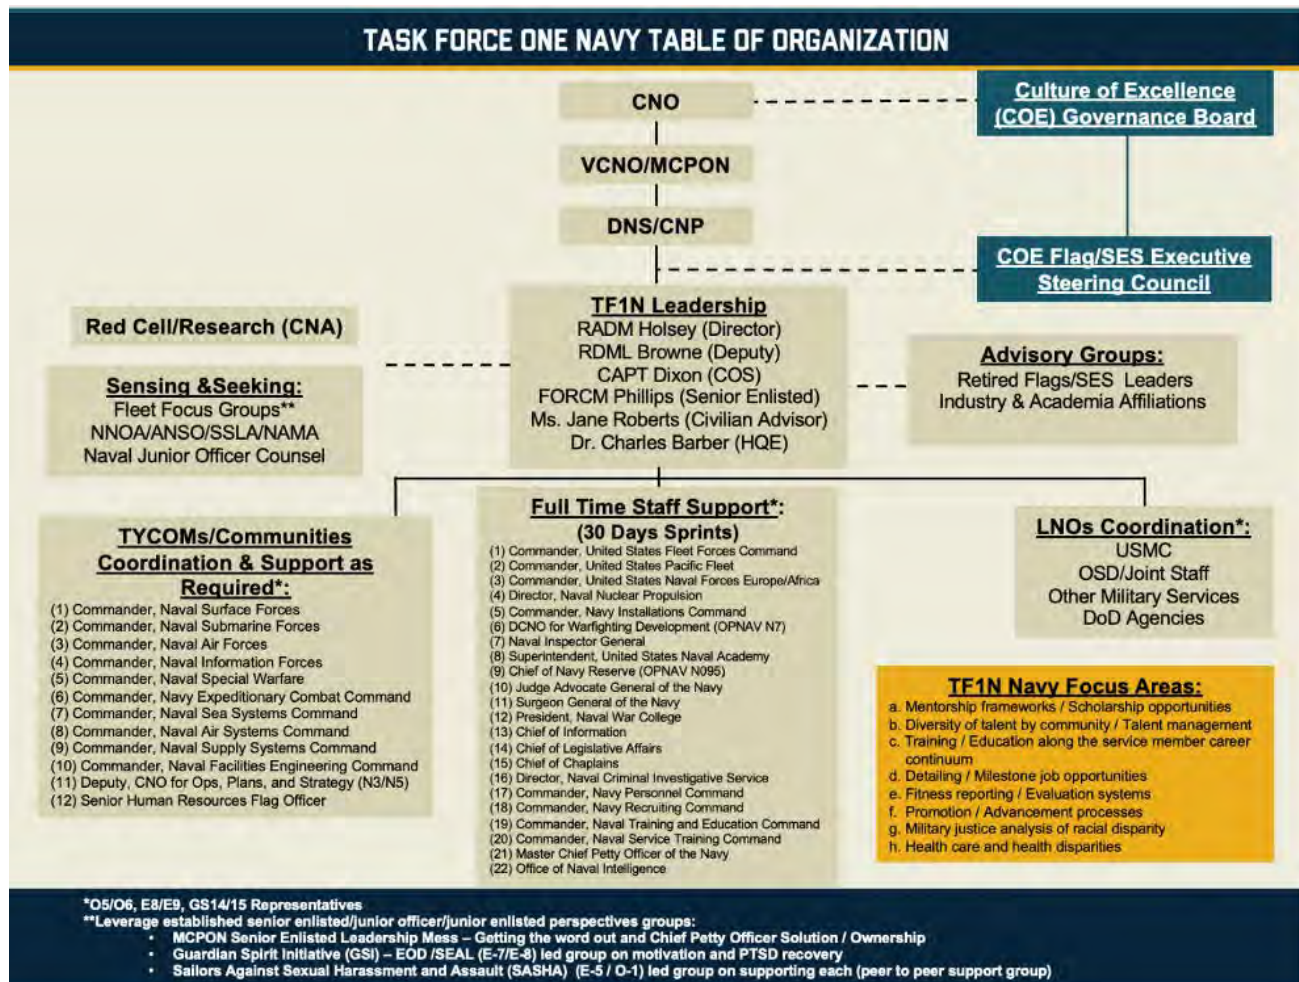 TASK FORCE ONE NAVY TABLE OF ORGANIZATION
CNO
Culture of Excellence
(COE) Governance Board
VCNO/MCPON
DNS/CNP
COE Flag/SES Executive
Steering Council
TF1N Leadership
RADM Holsey (Director)
RDML Browne (Deputy)
CAPT Dixon (COS)
FORCM Phillips (Senior Enlisted)
Ms. Jane Roberts (Civilian Advisor)
Dr. Charles Barber (HQE)
Red Cell/Research (CNA)
Sensing &Seeking:
Fleet Focus Groups**
NNOA/ANSO/SSLA/NAMA
Naval Junior Officer Counsel
Advisory Groups:
Retired Flags/SES Leaders
Industry & Academia Affiliations
TYCOMs/Communities
Coordination & Support as
Required*:
(1) Commander, Naval Surface Forces
(2) Commander, Naval Submarine Forces
(3) Commander, Naval Air Forces
(4) Commander, Naval Information Forces
(5) Commander, Naval Special Warfare
(6) Commander, Navy Expeditionary Combat Command
(7) Commander, Naval Sea Systems Command
(8) Commander, Naval Air Systems Command
(9) Commander, Naval Supply Systems Command
(10) Commander, Naval Facilities Engineering Command
(11) Deputy, CNO for Ops, Plans, and Strategy (N3/N5)
(12) Senior Human Resources Flag Officer
Full Time Staff Support*:
(30 Days Sprints)
(1) Commander, United States Fleet Forces Command
(2) Commander, United States Pacific Fleet
(3) Commander, United States Naval Forces Europe/Africa
(4) Director, Naval Nuclear Propulsion
(5) Commander, Navy Installations Command
(6) DCNO for Warfighting Development (OPNAV N7)
(7) Naval Inspector General
(8) Superintendent, United States Naval Academy
(9) Chief of Navy Reserve (OPNAV N095)
(10) Judge Advocate General of the Navy
(11) Surgeon General of the Navy
(12) President, Naval War College
(13) Chief of Information
(14) Chief of Legislative Affairs
(15) Chief of Chaplains
(16) Director, Naval Criminal Investigative Service
(17) Commander, Navy Personnel Command
(18) Commander, Navy Recruiting Command
(19) Commander, Naval Training and Education Command
(20) Commander, Naval Service Training Command
(21) Master Chief Petty Officer of the Navy
(22) Office of Naval Intelligence
LNOs Coordination*:
USMC
OSD/Joint Staff
Other Military Services
DoD Agencies
TF1N Navy Focus Areas:
a. Mentorship frameworks / Scholarship opportunities
b. Diversity of talent by community / Talent management
c. Training / Education along the service member career
continuum
d. Detailing / Milestone job opportunities
e. Fitness reporting / Evaluation systems
f. Promotion / Advancement processes
g. Military justice analysis of racial disparity
h. Health care and health disparities
*O5/O6, E8/E9, GS14/15 Representatives
**Leverage established senior enlisted/junior officer/junior enlisted perspectives groups:
• MCPON Senior Enlisted Leadership Mess – Getting the word out and Chief Petty Officer Solution / Ownership
• Guardian Spirit Initiative (GSI) – EOD /SEAL (E-7/E-8) led group on motivation and PTSD recovery
• Sailors Against Sexual Harassment and Assault (SASHA) (E-5 / O-1) led group on supporting each (peer to peer support group)